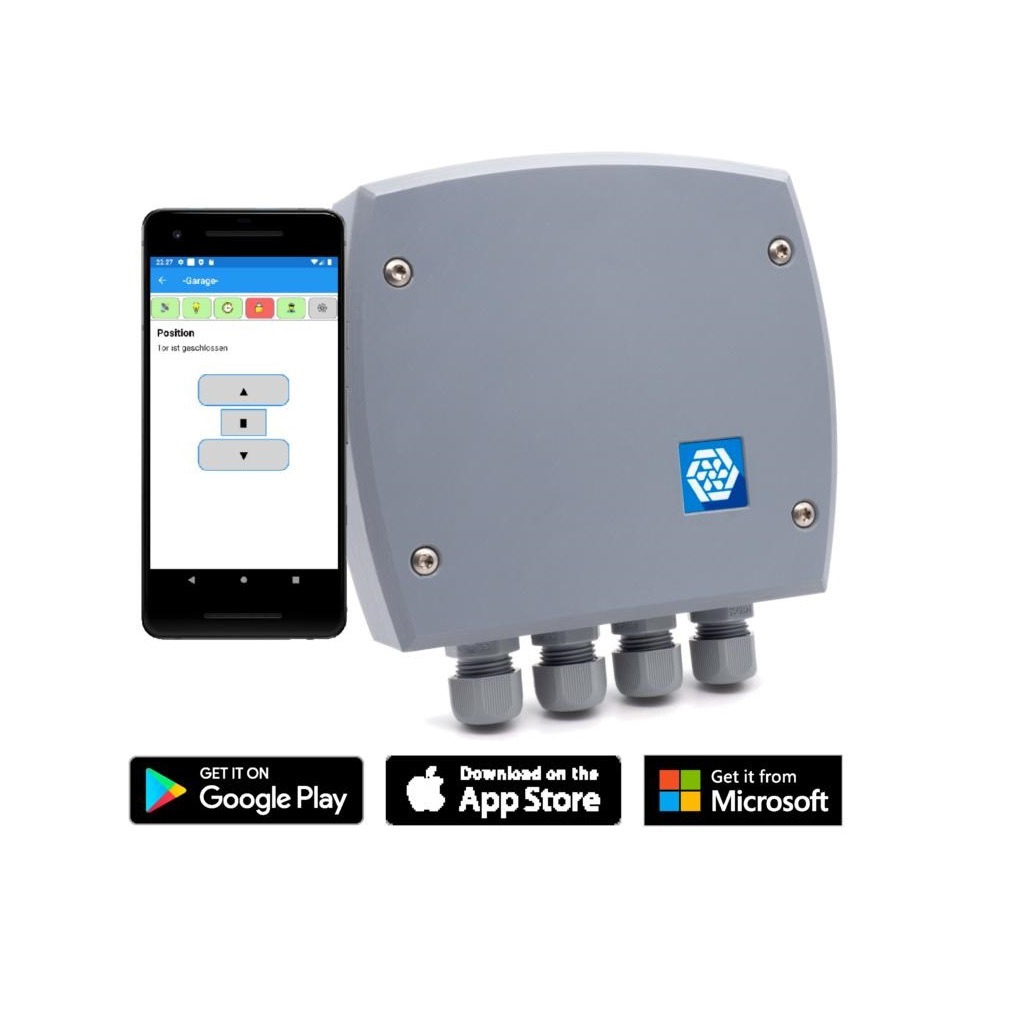 22:27
-Garage-
Position
Tor ist geschlossen
GET IT ON
Google Play
Download on the
App Store
Get it from
Microsoft